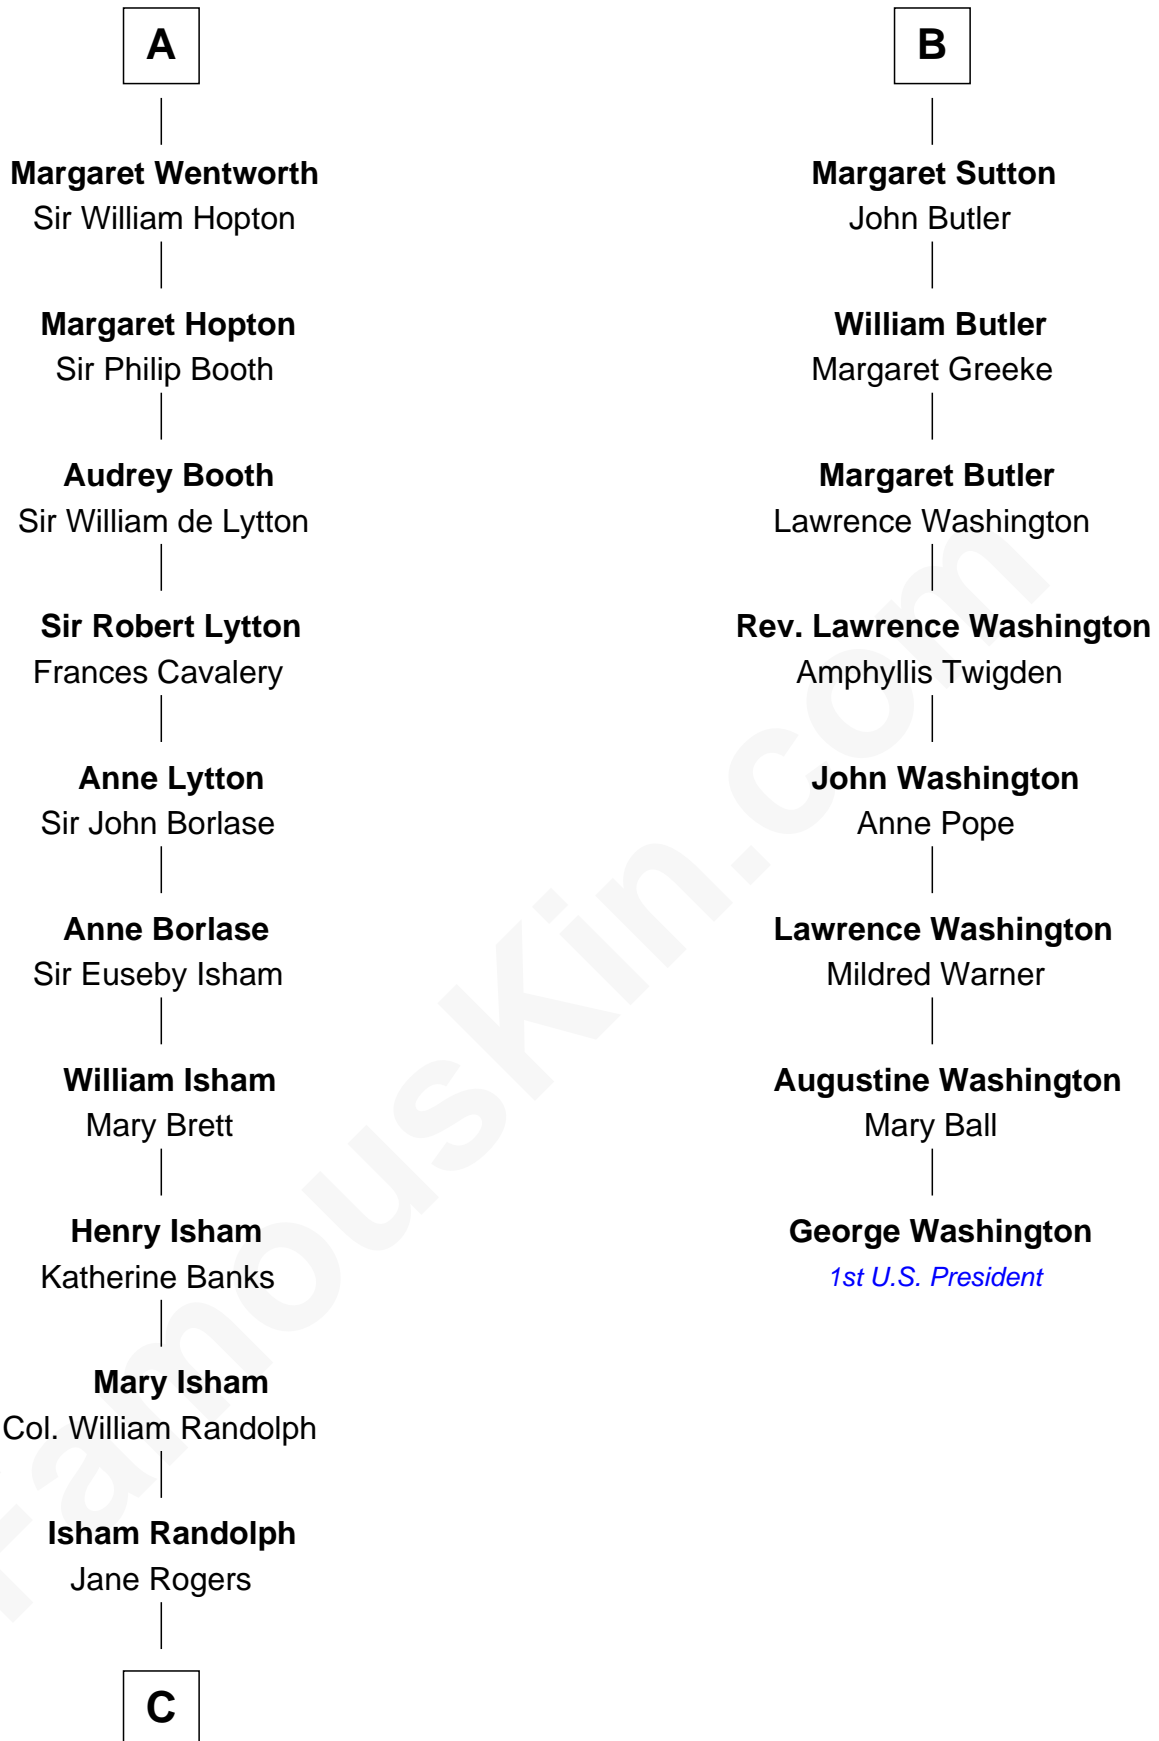 A
Margaret Wentworth
Sir William Hopton
Margaret Hopton
Sir Philip Booth
Audrey Booth
Sir William de Lytton
Sir Robert Lytton
Frances Cavalery
Anne Lytton
Sir John Borlase
Anne Borlase
Sir Euseby Isham
William Isham
Mary Brett
Henry Isham
Katherine Banks
Mary Isham
Col. William Randolph
Isham Randolph
Jane Rogers
C
B
Margaret Sutton
John Butler
William Butler
Margaret Greeke
Margaret Butler
Lawrence Washington
Rev. Lawrence Washington
Amphyllis Twigden
John Washington
Anne Pope
Lawrence Washington
Mildred Warner
Augustine Washington
Mary Ball
George Washington
1st U.S. President
FamousKin.com